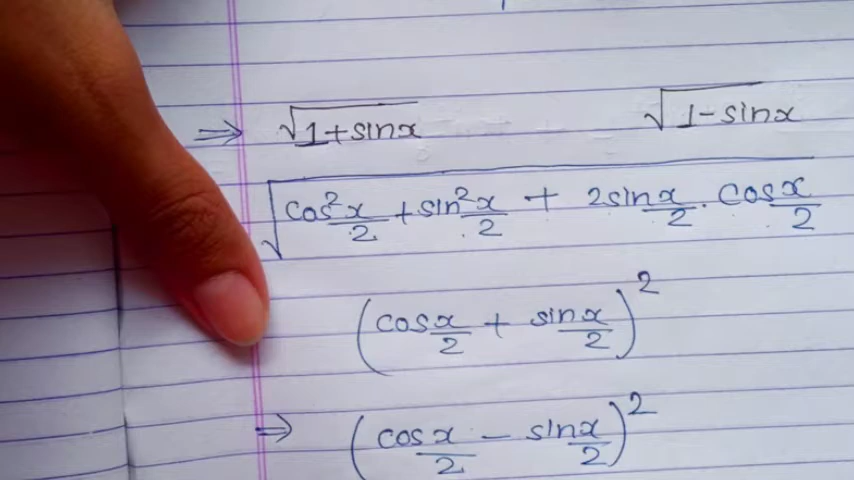 ⇒ √(1+sinx) √(1-sinx)
√(cos²x/2 + sin²x/2 + 2sinx/2 . cosx/2)
(cosx/2 + sinx/2)²
⇒ (cosx/2 - sinx/2)²